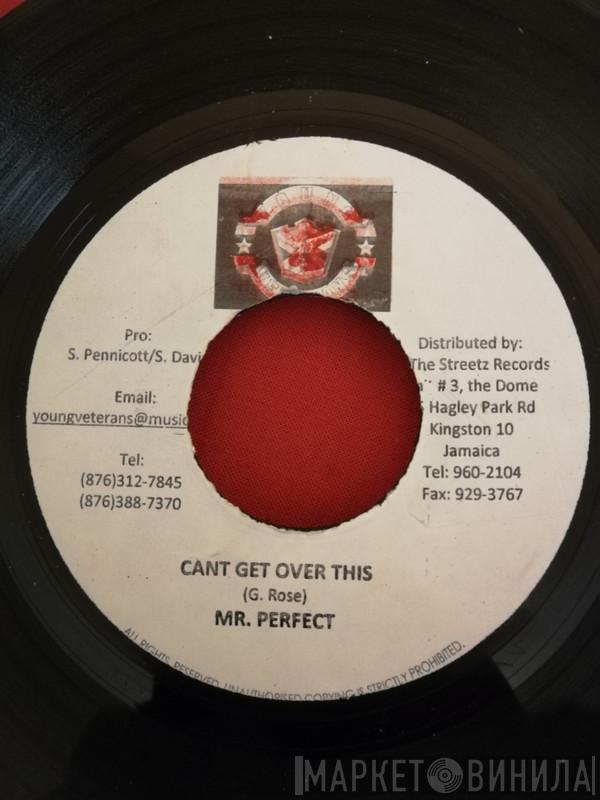 Pro:
S. Pennicott/S.
Email:
youngveterans@music
Tel:
(876)312-7845
(876)388-7370
Distributed by:
The Streetz Records
# 3, the Dome
Hagley Park Rd
Kingston 10
Jamaica
Tel: 960-2104
Fax: 929-3767
CANT GET OVER THIS
(G. Rose)
MR. PERFECT
ALL RIGHTS RESERVED. UNAUTHORISED COPYING IS STRICTLY PROHIBITED.
МАРКЕТ ВИНИЛА